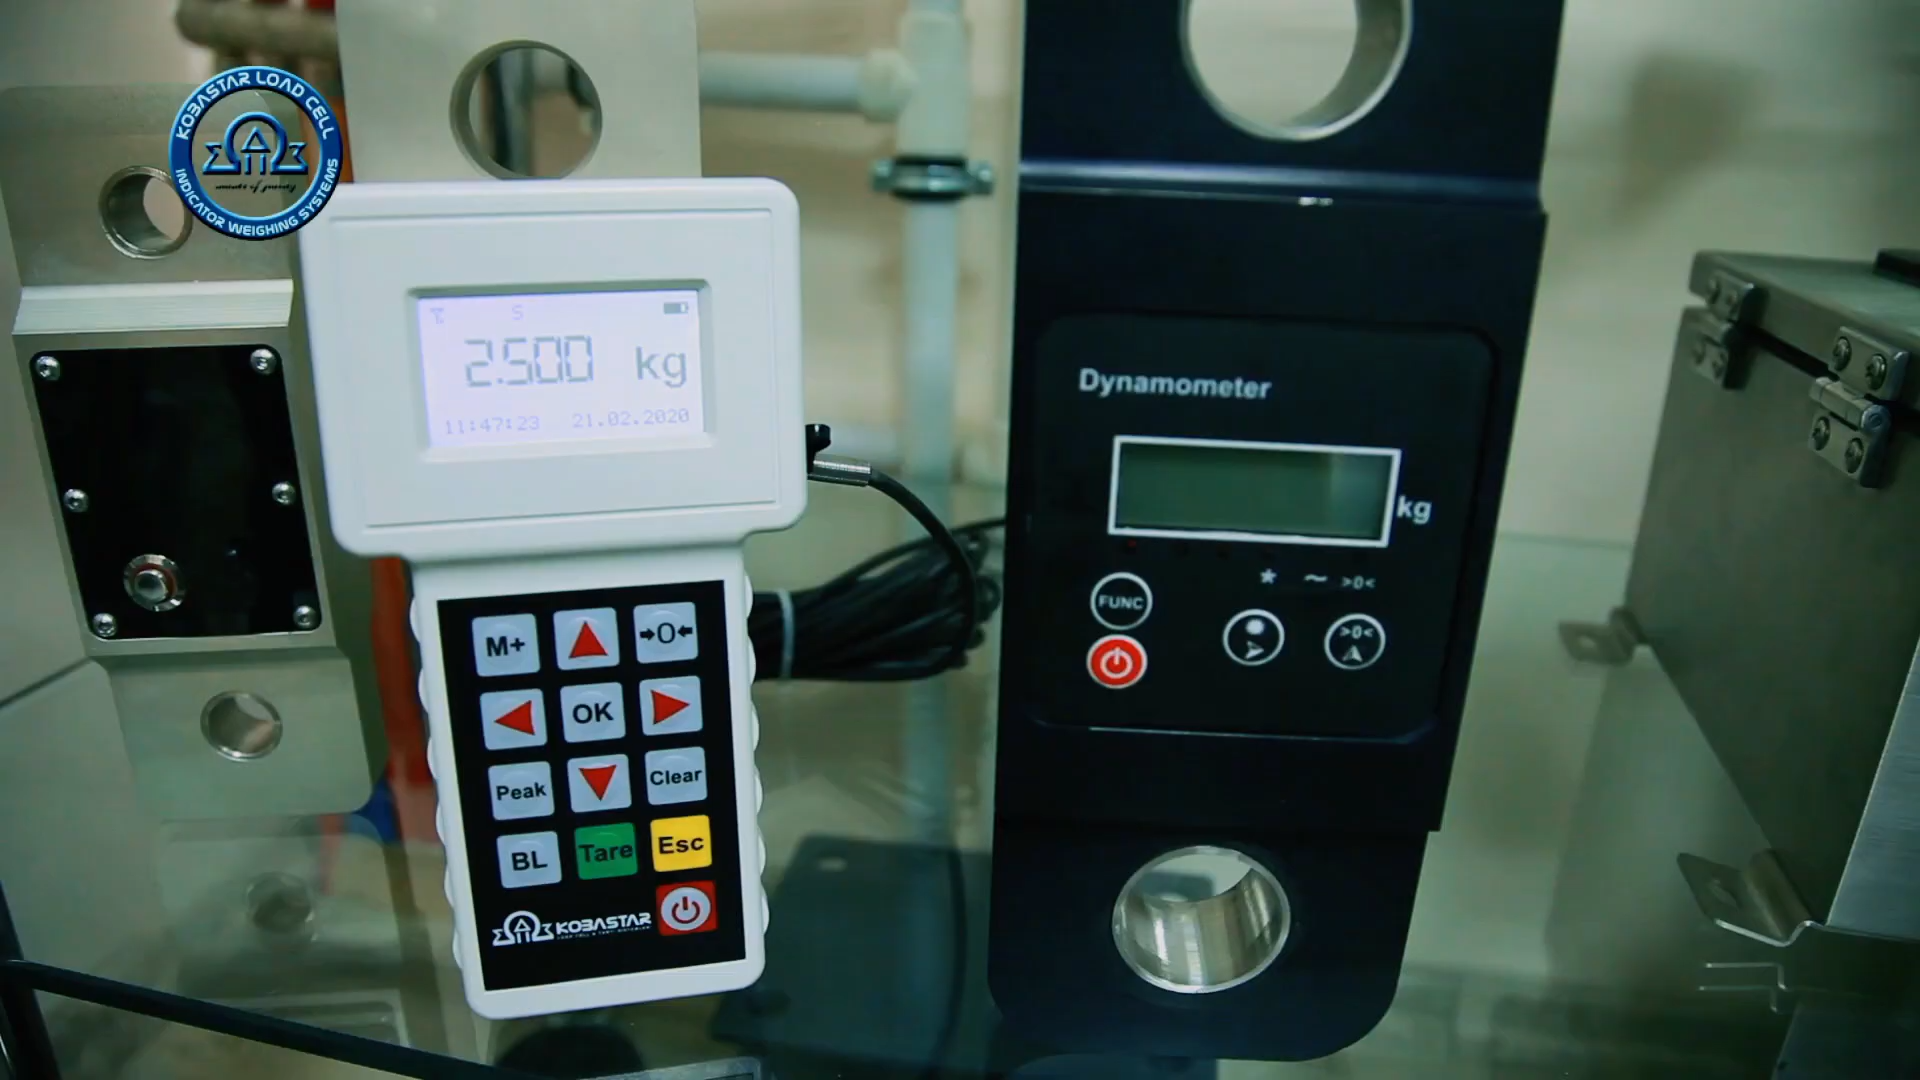 KOBASTAR LOAD CELL
INDICATOR WEIGHING SYSTEMS
S
2.500 kg
11:47:23 21.02.2020
M+
→0←
OK
Peak
Clear
BL
Tare
Esc
KOBASTAR
Dynamometer
kg
FUNC
* ~ >0<
>0<